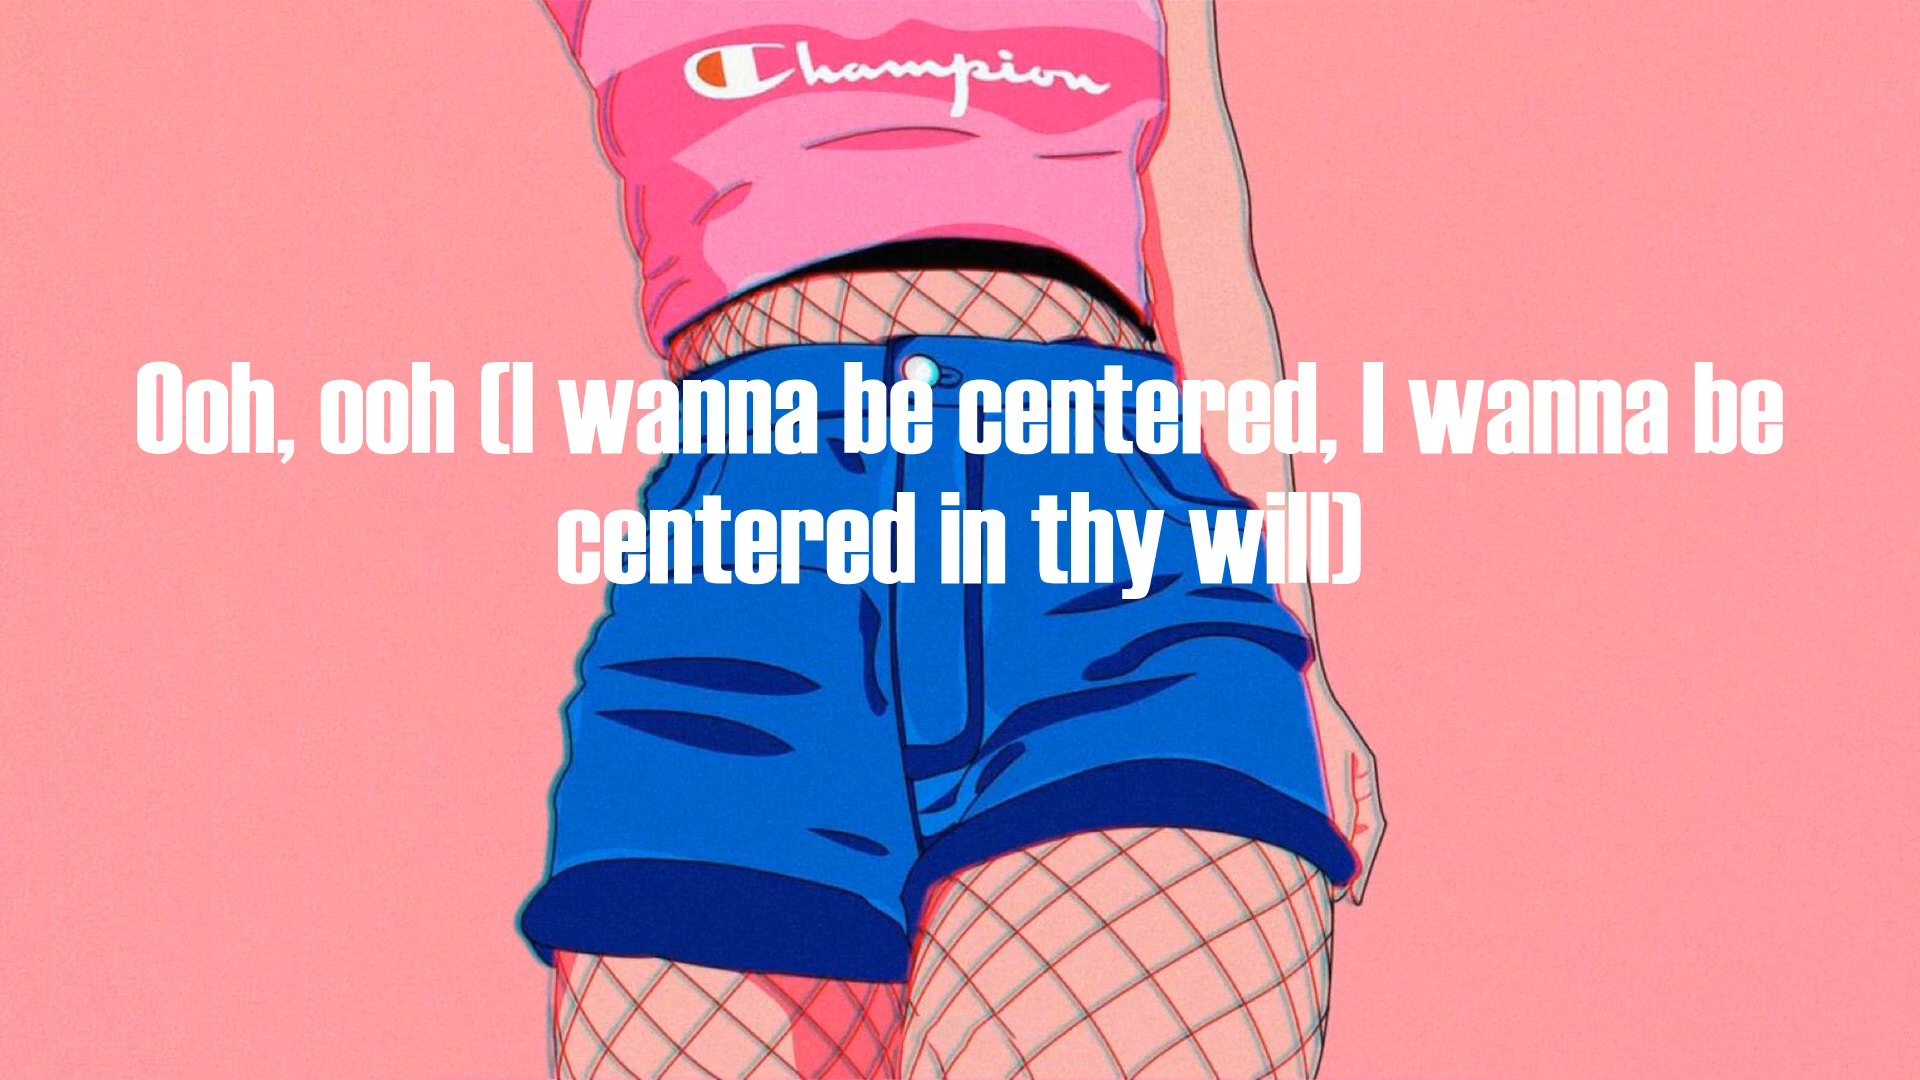 Champion
Ooh, ooh (I wanna be centered, I wanna be
centered in thy will)